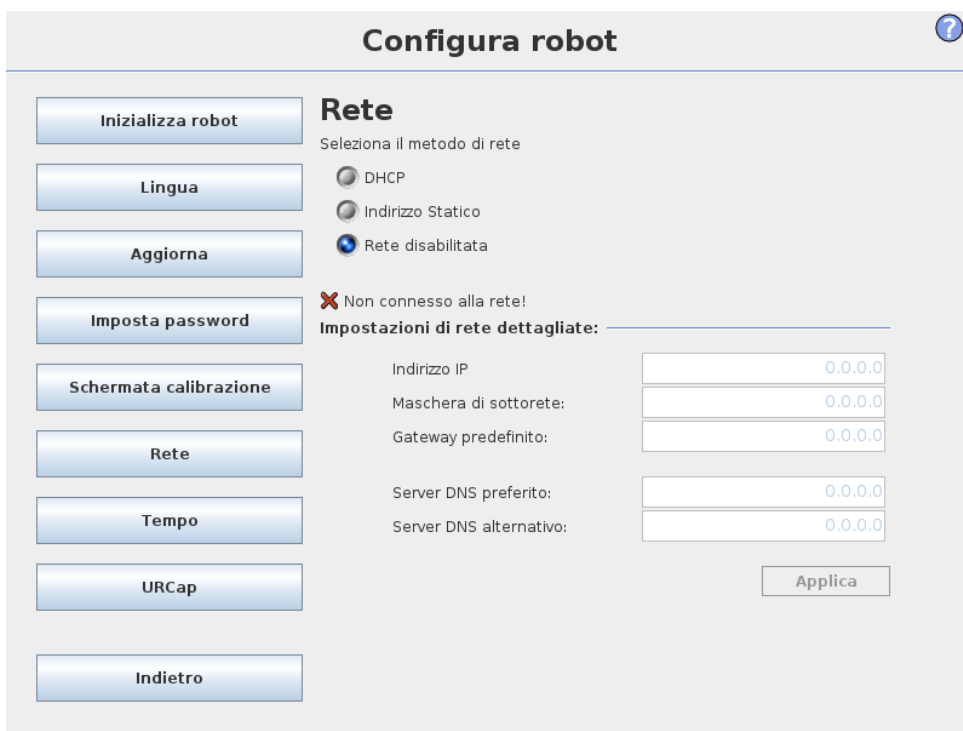 Configura robot
?
Inizializza robot
Lingua
Aggiorna
Imposta password
Schermata calibrazione
Rete
Tempo
URCap
Indietro
Rete
Seleziona il metodo di rete
DHCP
Indirizzo Statico
Rete disabilitata
Non connesso alla rete!
Impostazioni di rete dettagliate:
Indirizzo IP 0.0.0.0
Maschera di sottorete: 0.0.0.0
Gateway predefinito: 0.0.0.0
Server DNS preferito: 0.0.0.0
Server DNS alternativo: 0.0.0.0
Applica